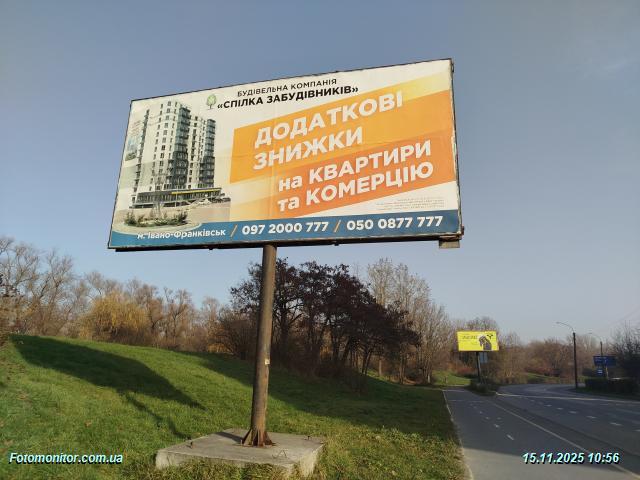 БУДІВЕЛЬНА КОМПАНІЯ
«СПІЛКА ЗАБУДІВНИКІВ»
ДОДАТКОВІ
ЗНИЖКИ
на КВАРТИРИ
та КОМЕРЦІЮ
м. Івано-Франківськ / 097 2000 777 / 050 0877 777
Fotomonitor.com.ua
15.11.2025 10:56